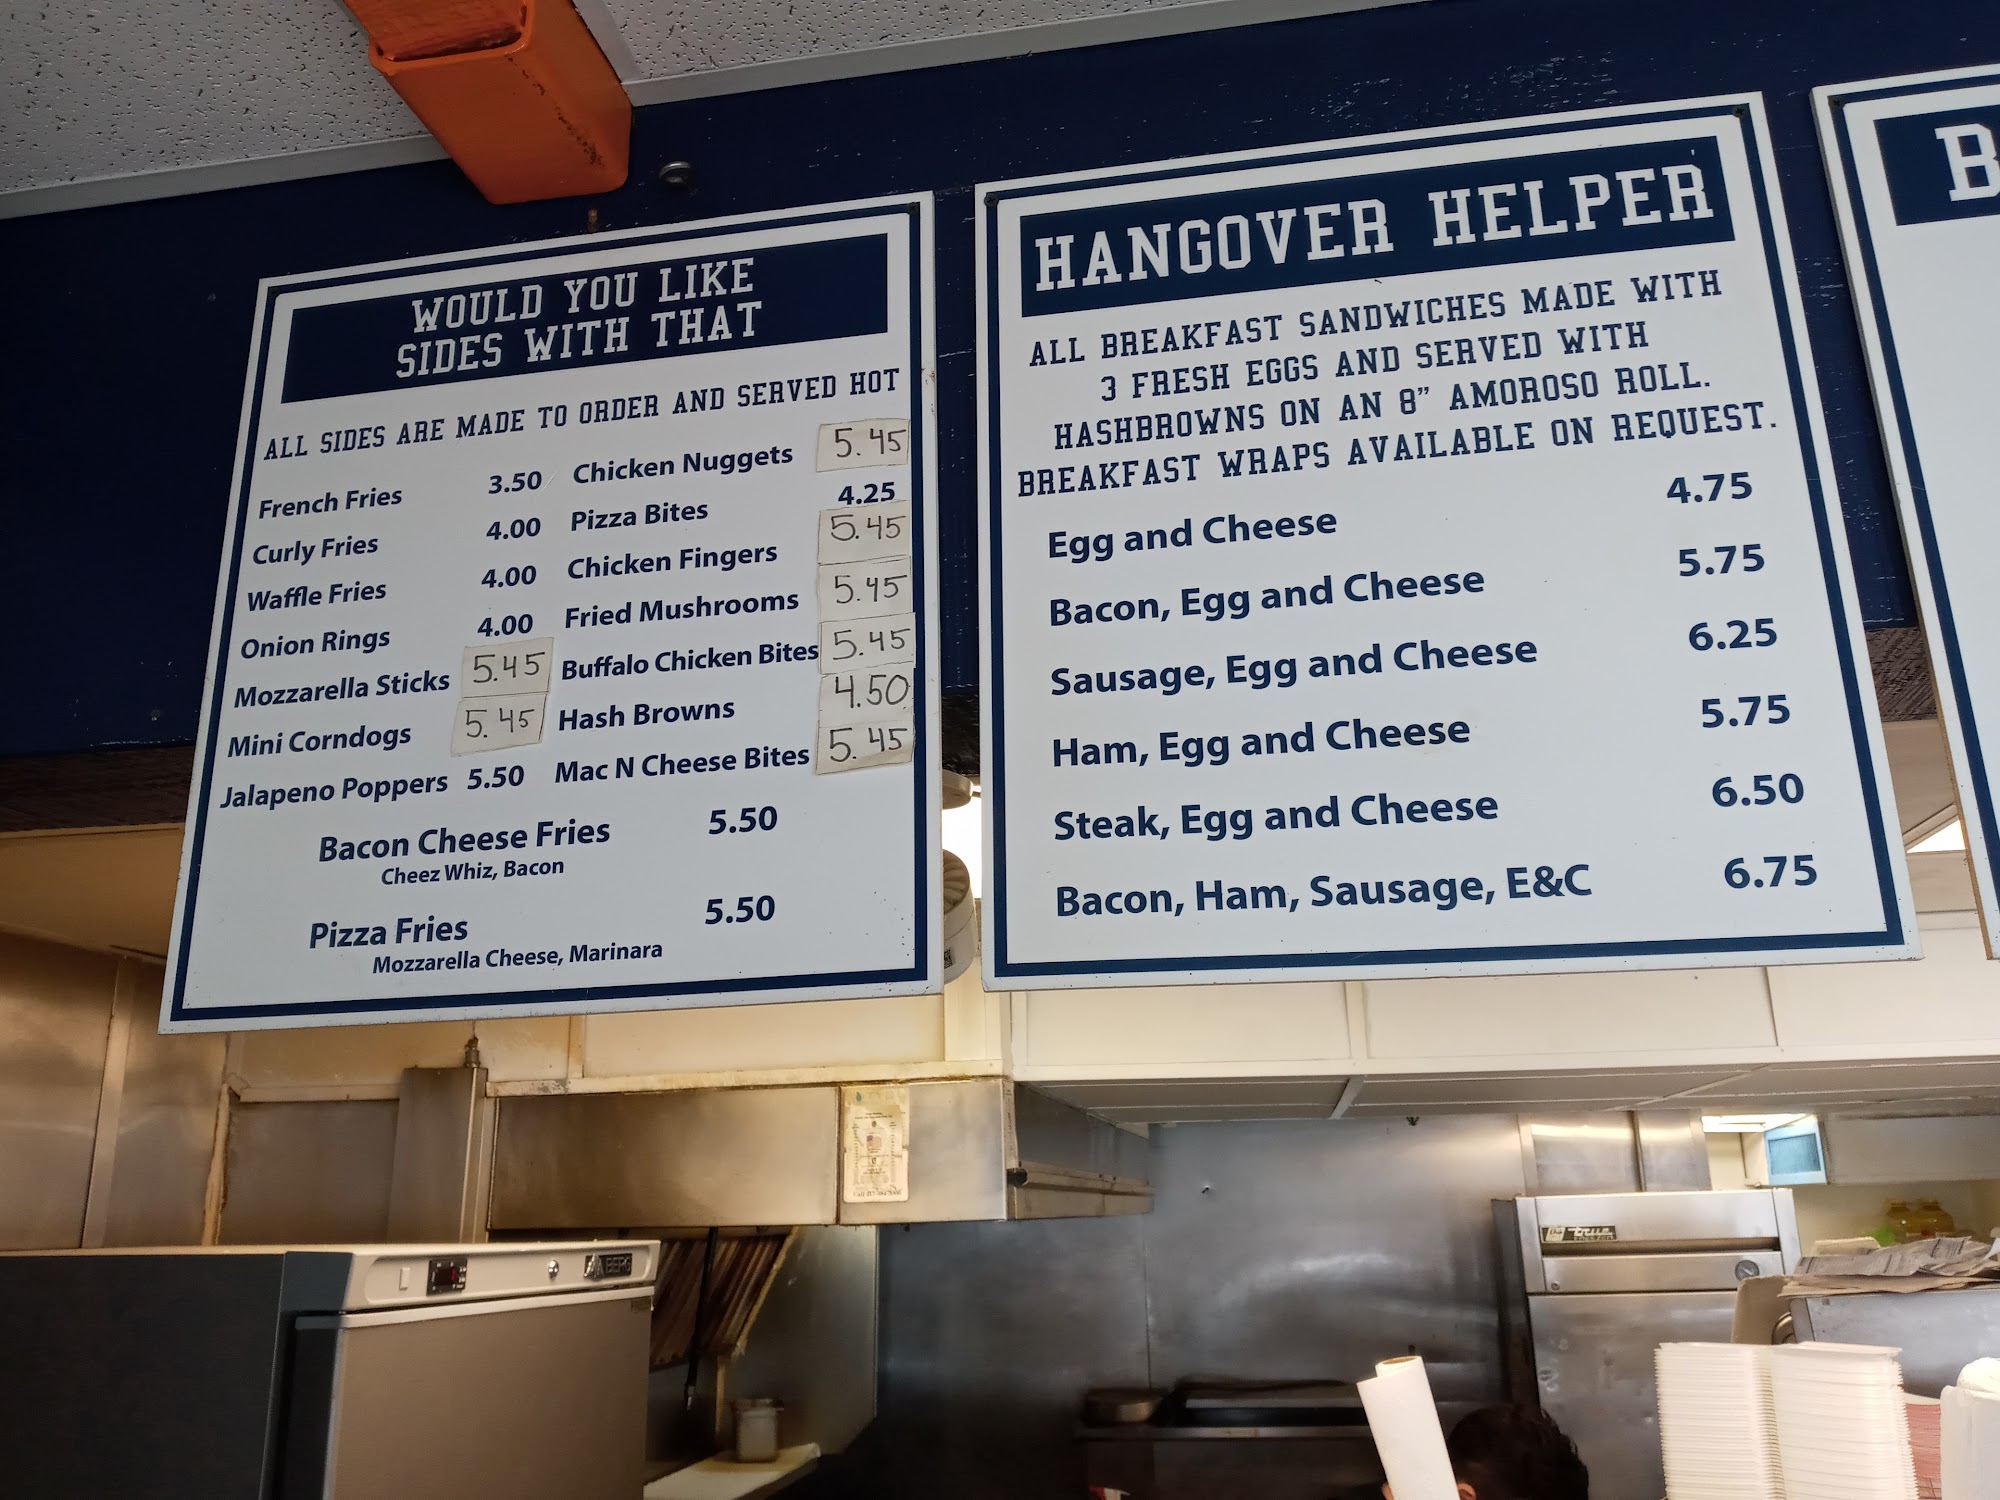 WOULD YOU LIKE
SIDES WITH THAT
ALL SIDES ARE MADE TO ORDER AND SERVED HOT
French Fries 3.50
Curly Fries 4.00
Waffle Fries 4.00
Onion Rings 4.00
Mozzarella Sticks 5.45
Mini Corndogs 5.45
Jalapeno Poppers 5.50
Chicken Nuggets 5.45
Pizza Bites 4.25
Chicken Fingers 5.45
Fried Mushrooms 5.45
Buffalo Chicken Bites 5.45
Hash Browns 4.50
Mac N Cheese Bites 5.45
Bacon Cheese Fries 5.50
Cheez Whiz, Bacon
Pizza Fries 5.50
Mozzarella Cheese, Marinara
HANGOVER HELPER
ALL BREAKFAST SANDWICHES MADE WITH
3 FRESH EGGS AND SERVED WITH
HASHBROWNS ON AN 8" AMOROSO ROLL.
BREAKFAST WRAPS AVAILABLE ON REQUEST.
Egg and Cheese 4.75
Bacon, Egg and Cheese 5.75
Sausage, Egg and Cheese 6.25
Ham, Egg and Cheese 5.75
Steak, Egg and Cheese 6.50
Bacon, Ham, Sausage, E&C 6.75
B
true
FREEZER